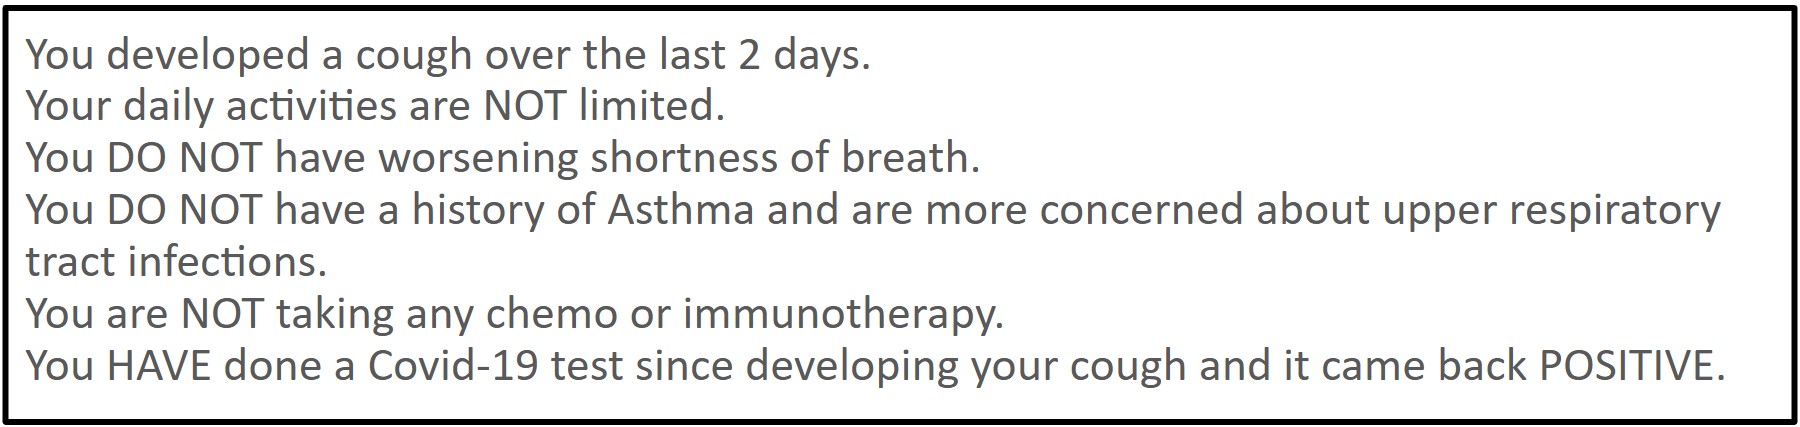 You developed a cough over the last 2 days.
Your daily activities are NOT limited.
You DO NOT have worsening shortness of breath.
You DO NOT have a history of Asthma and are more concerned about upper respiratory
tract infections.
You are NOT taking any chemo or immunotherapy.
You HAVE done a Covid-19 test since developing your cough and it came back POSITIVE.